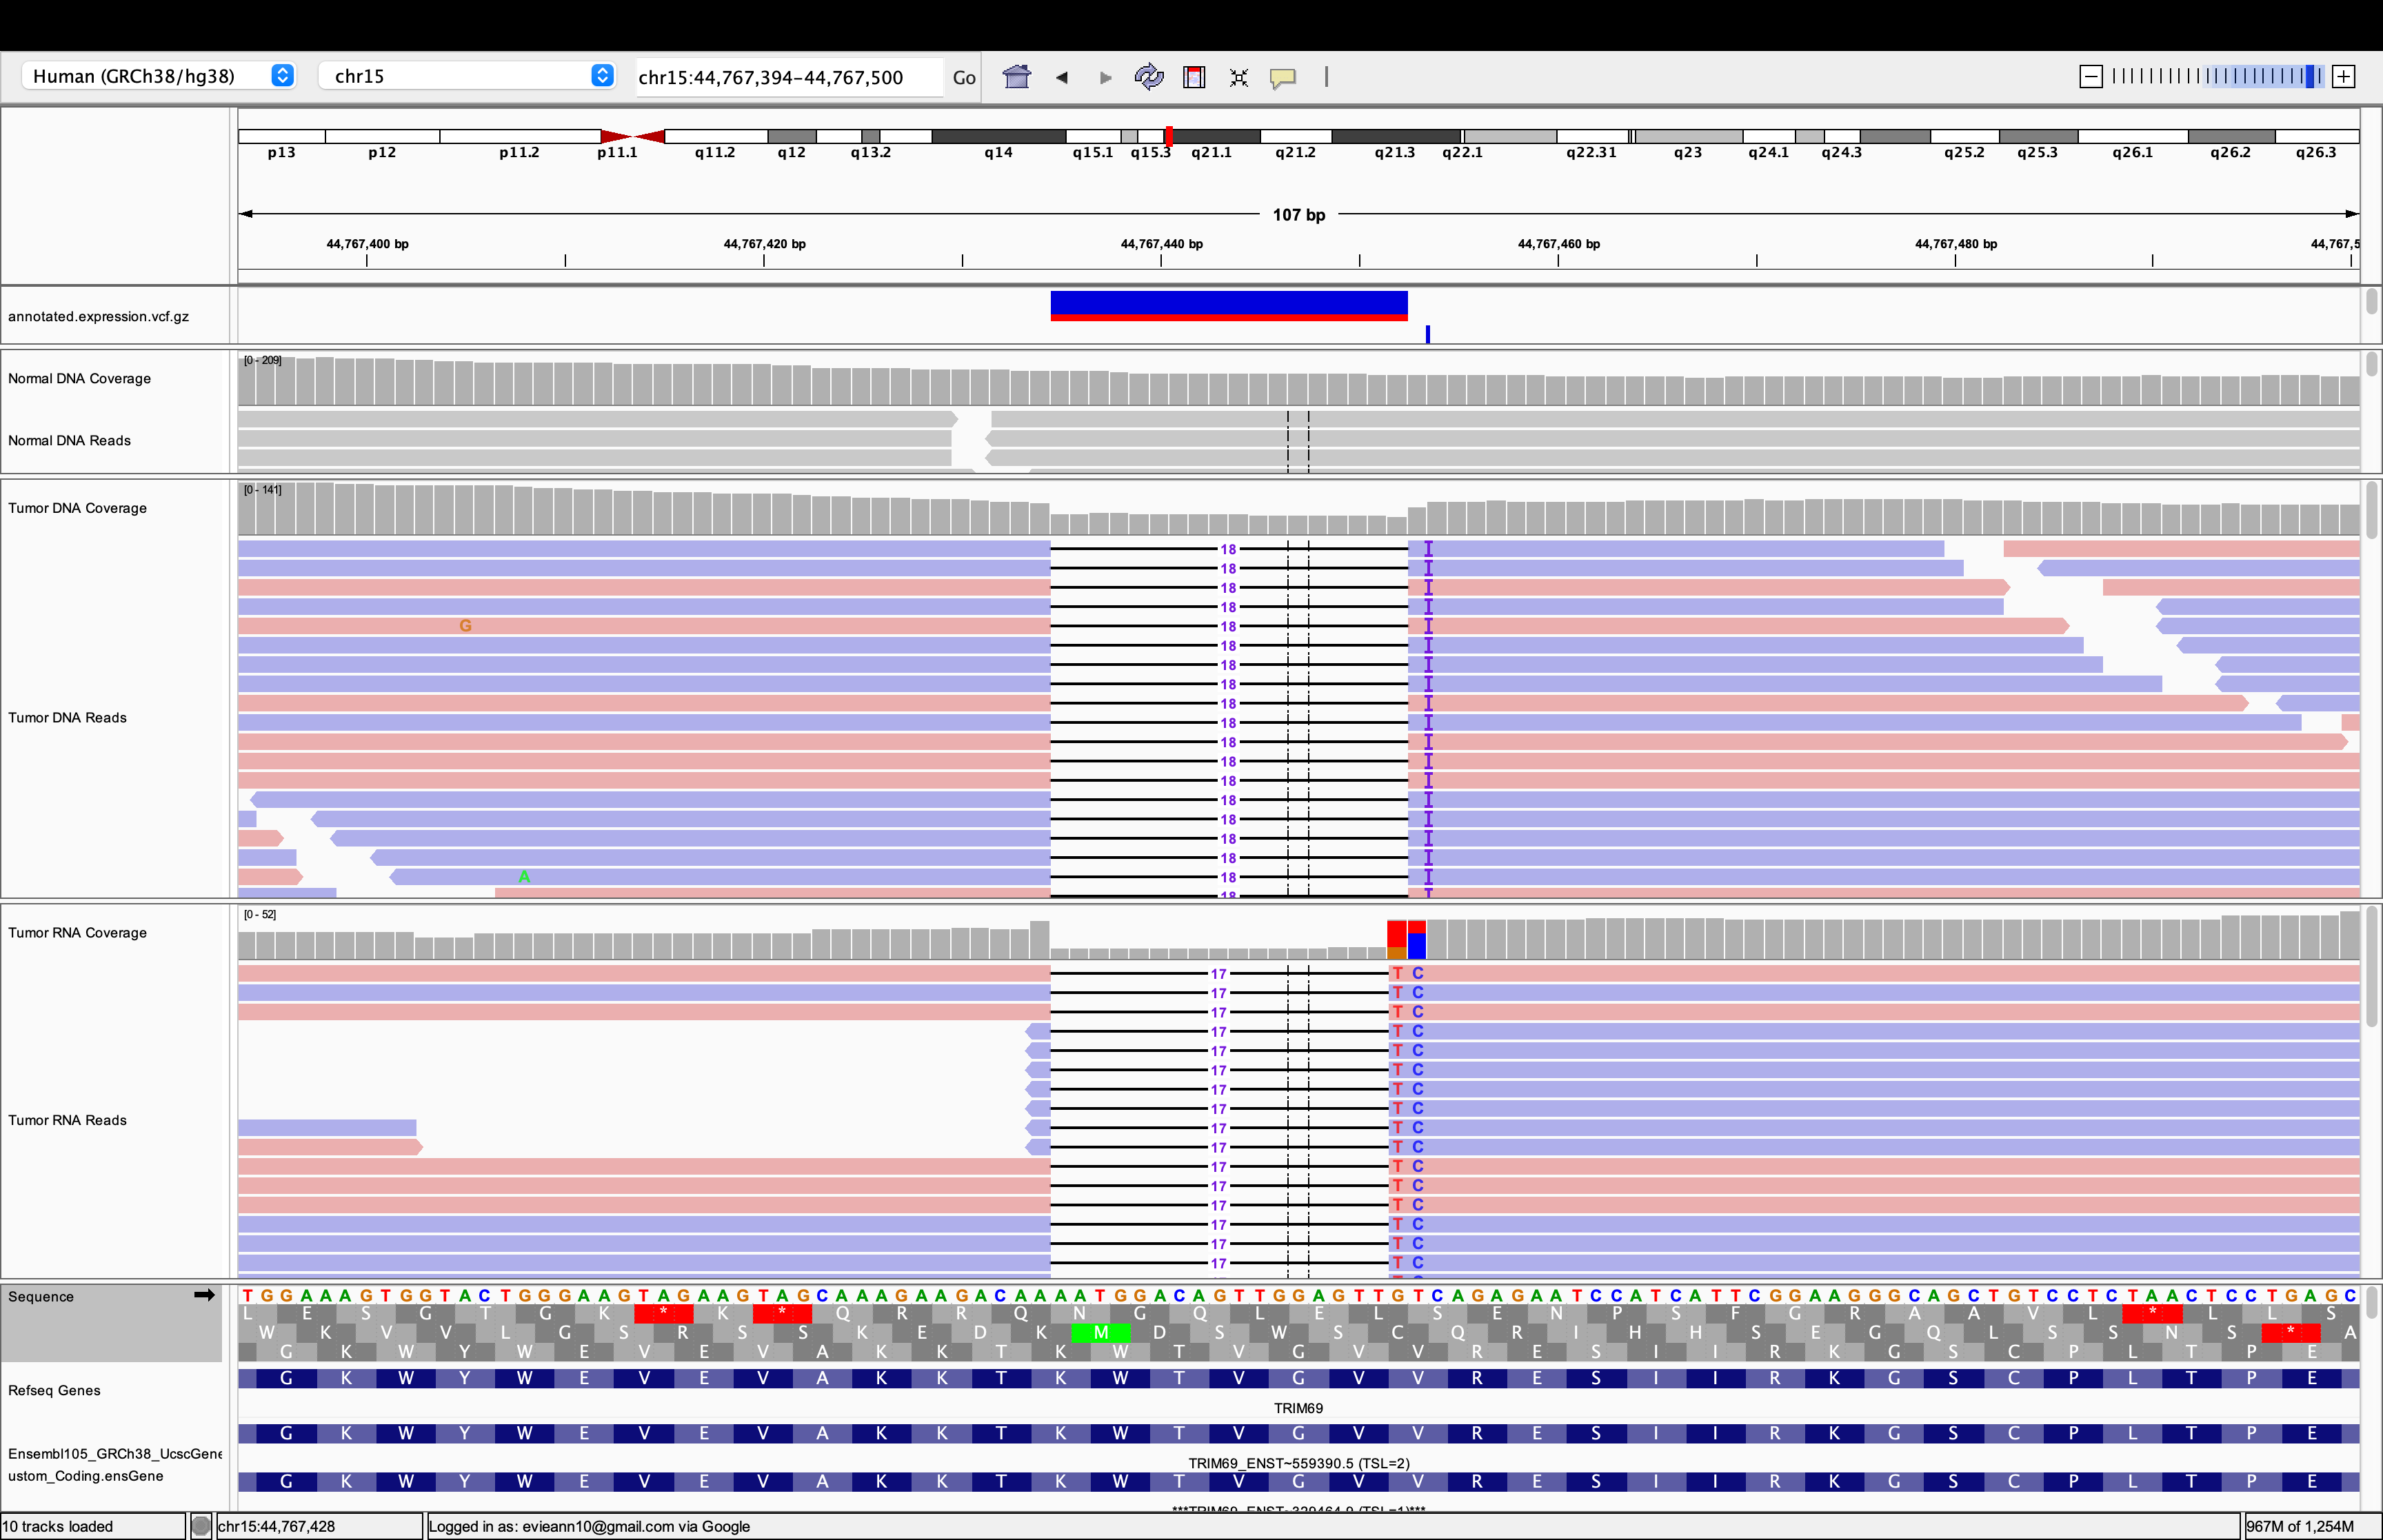 Human (GRCh38/hg38) chr15 chr15:44,767,394-44,767,500 Go
p13 p12 p11.2 p11.1 q11.2 q12 q13.2 q14 q15.1 q15.3 q21.1 q21.2 q21.3 q22.1 q22.31 q23 q24.1 q24.3 q25.2 q25.3 q26.1 q26.2 q26.3
107 bp
44,767,400 bp 44,767,420 bp 44,767,440 bp 44,767,460 bp 44,767,480 bp 44,767,5
annotated.expression.vcf.gz
[0 - 209]
Normal DNA Coverage
Normal DNA Reads
[0 - 141]
Tumor DNA Coverage
18
18
18
18
G 18
18
18
18
18
Tumor DNA Reads
18
18
18
18
18
18
18
18
A 18
18
[0 - 52]
Tumor RNA Coverage
17 T C
17 T C
17 T C
17 T C
17 T C
17 T C
17 T C
17 T C
Tumor RNA Reads
17 T C
17 T C
17 T C
17 T C
17 T C
17 T C
17 T C
17 T C
Sequence TGGAAAGTGGTACTGGGAAGTAGAAGTAGCAAAGAAGACAAAATGGACAGTTGGAGTTGTCAGAGAATCCATCATTCGGAAGGGCAGCTGTCCTCTAACTCCTGAGC
L E S G T G K * K * Q R R Q N G Q L E L S E N P S F G R A A V L * L L S
W K V V L G S R S S K E D K M D S W S C Q R I H H S E G Q L S S N S * A
G K W Y W E V E V A K K T K W T V G V V R E S I I R K G S C P L T P E
Refseq Genes
G K W Y W E V E V A K K T K W T V G V V R E S I I R K G S C P L T P E
TRIM69
G K W Y W E V E V A K K T K W T V G V V R E S I I R K G S C P L T P E
Ensembl105_GRCh38_UcscGene
TRIM69_ENST~559390.5 (TSL=2)
ustom_Coding.ensGene
G K W Y W E V E V A K K T K W T V G V V R E S I I R K G S C P L T P E
***TRIM69_ENST~329464.9 (TSL=1)***
10 tracks loaded chr15:44,767,428 Logged in as: evieann10@gmail.com via Google 967M of 1,254M